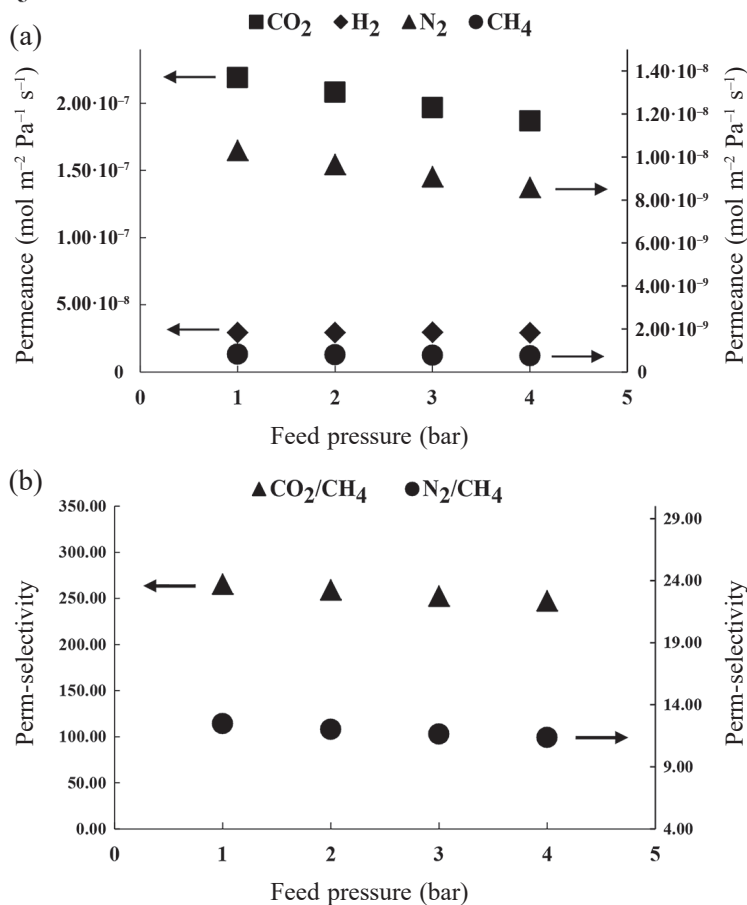 ■ CO₂ ◆ H₂ ▲ N₂ ● CH₄
(a)
Permeance (mol m⁻² Pa⁻¹ s⁻¹)
2.00·10⁻⁷
1.50·10⁻⁷
1.00·10⁻⁷
5.00·10⁻⁸
0
1.40·10⁻⁸
1.20·10⁻⁸
1.00·10⁻⁸
8.00·10⁻⁹
6.00·10⁻⁹
4.00·10⁻⁹
2.00·10⁻⁹
0
Permeance (mol m⁻² Pa⁻¹ s⁻¹)
0 1 2 3 4 5
Feed pressure (bar)
(b)
▲ CO₂/CH₄ ● N₂/CH₄
Perm-selectivity
350.00
300.00
250.00
200.00
150.00
100.00
50.00
0.00
29.00
24.00
19.00
14.00
9.00
4.00
Perm-selectivity
0 1 2 3 4 5
Feed pressure (bar)